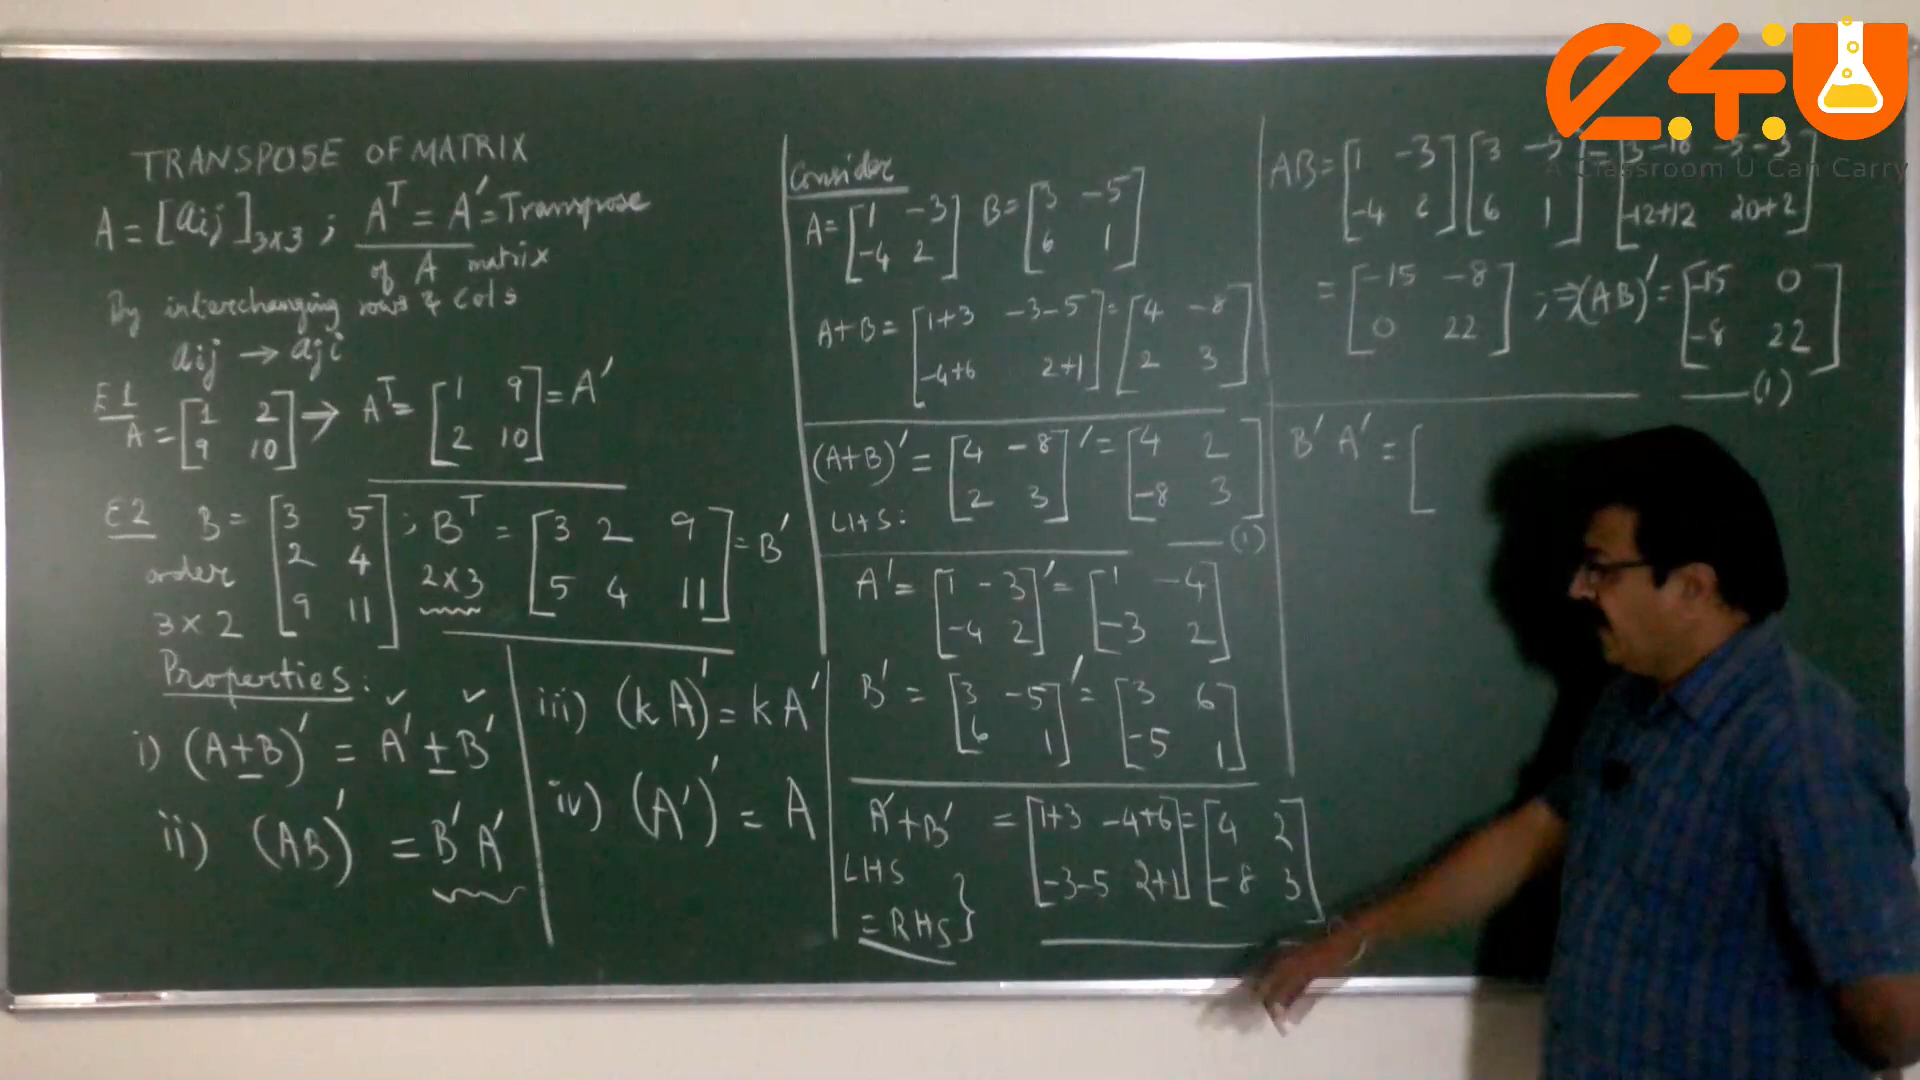 TRANSPOSE OF MATRIX
A = [aij]3x3 ; A^T = A' = Transpose
of A matrix
By interchanging rows & cols
aij → aji
E1
A = [1 2
9 10] → A^T = [1 9
2 10] = A'
E2 B = [3 5
2 4
9 11] ; B^T = [3 2 9
5 4 11] = B'
order
3x2
2x3
Properties:
i) (A±B)' = A' ± B'
ii) (AB)' = B'A'
iii) (kA)' = kA'
iv) (A')' = A
Consider
A = [1 -3
-4 2] B = [3 -5
6 1]
A+B = [1+3 -3-5
-4+6 2+1] = [4 -8
2 3]
(A+B)' = [4 -8
2 3]' = [4 2
-8 3]
LHS: (1)
A' = [1 -3
-4 2]' = [1 -4
-3 2]
B' = [3 -5
6 1]' = [3 6
-5 1]
A'+B' = [1+3 -4+6
-3-5 2+1] = [4 2
-8 3]
LHS
= RHS}
AB = [1 -3
-4 2] [3 -5
6 1] = [3-18 -5-3
-12+12 20+2]
= [-15 -8
0 22] ; ⇒ (AB)' = [-15 0
-8 22]
(1)
B' A' = [
e4U
A Classroom U Can Carry